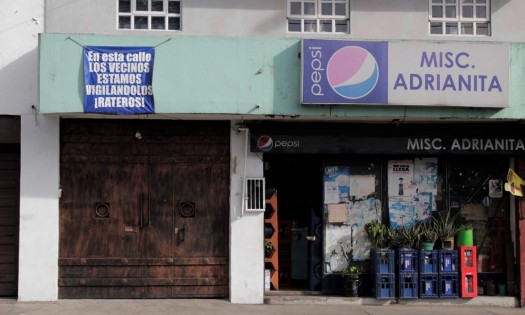 En esta calle
LOS VECINOS
ESTAMOS
VIGILANDOLOS
¡RATEROS!
pepsi
MISC.
ADRIANITA
pepsi
MISC. ADRIANITA